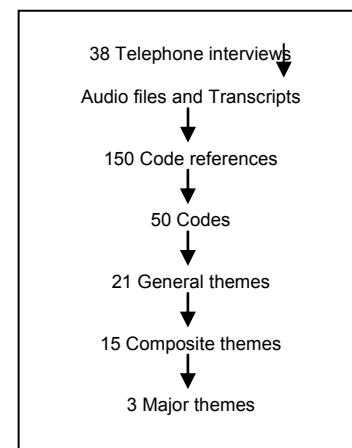 38 Telephone interviews
Audio files and Transcripts
150 Code references
50 Codes
21 General themes
15 Composite themes
3 Major themes